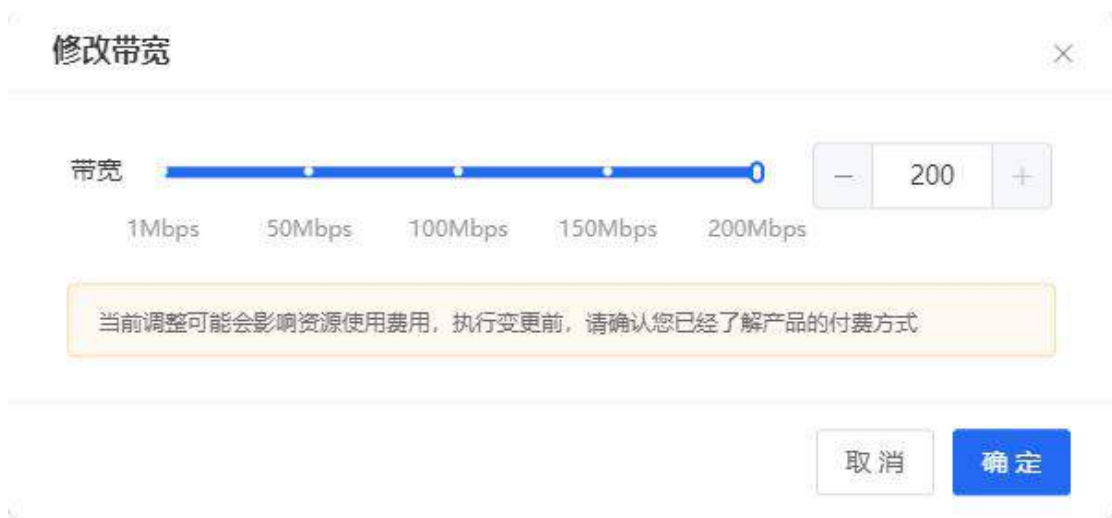 修改带宽
带宽
200
1Mbps 50Mbps 100Mbps 150Mbps 200Mbps
当前调整可能会影响资源使用费用，执行变更前，请确认您已经了解产品的付费方式
取消 确定